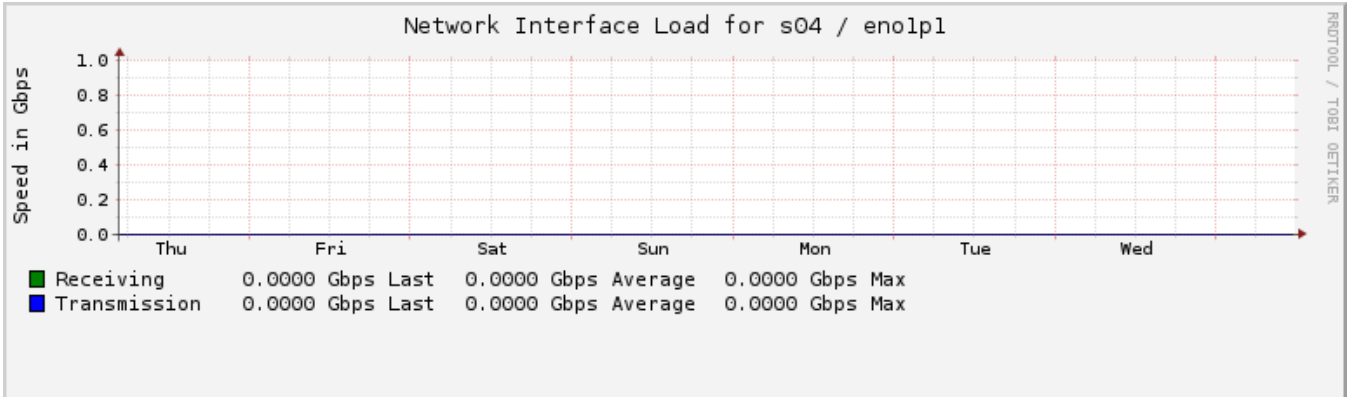 Network Interface Load for s04 / eno1p1
RRDTOOL / TOBI OETIKER
Speed in Gbps
1.0
0.8
0.6
0.4
0.2
0.0
Thu Fri Sat Sun Mon Tue Wed
Receiving 0.0000 Gbps Last 0.0000 Gbps Average 0.0000 Gbps Max
Transmission 0.0000 Gbps Last 0.0000 Gbps Average 0.0000 Gbps Max